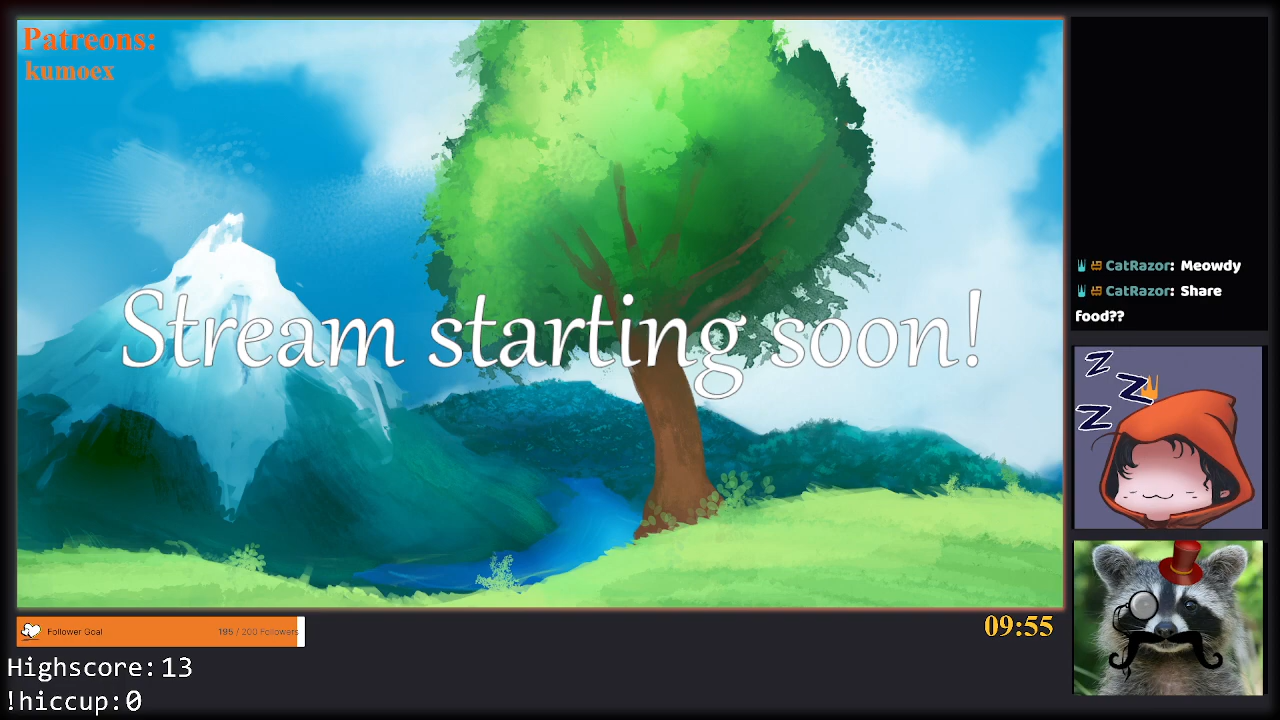 Patreons:
kumoex
Stream starting soon!
CatRazor: Meowdy
CatRazor: Share
food??
Z
Z
Z
Follower Goal
195 / 200 Followers
09:55
Highscore:13
!hiccup:0